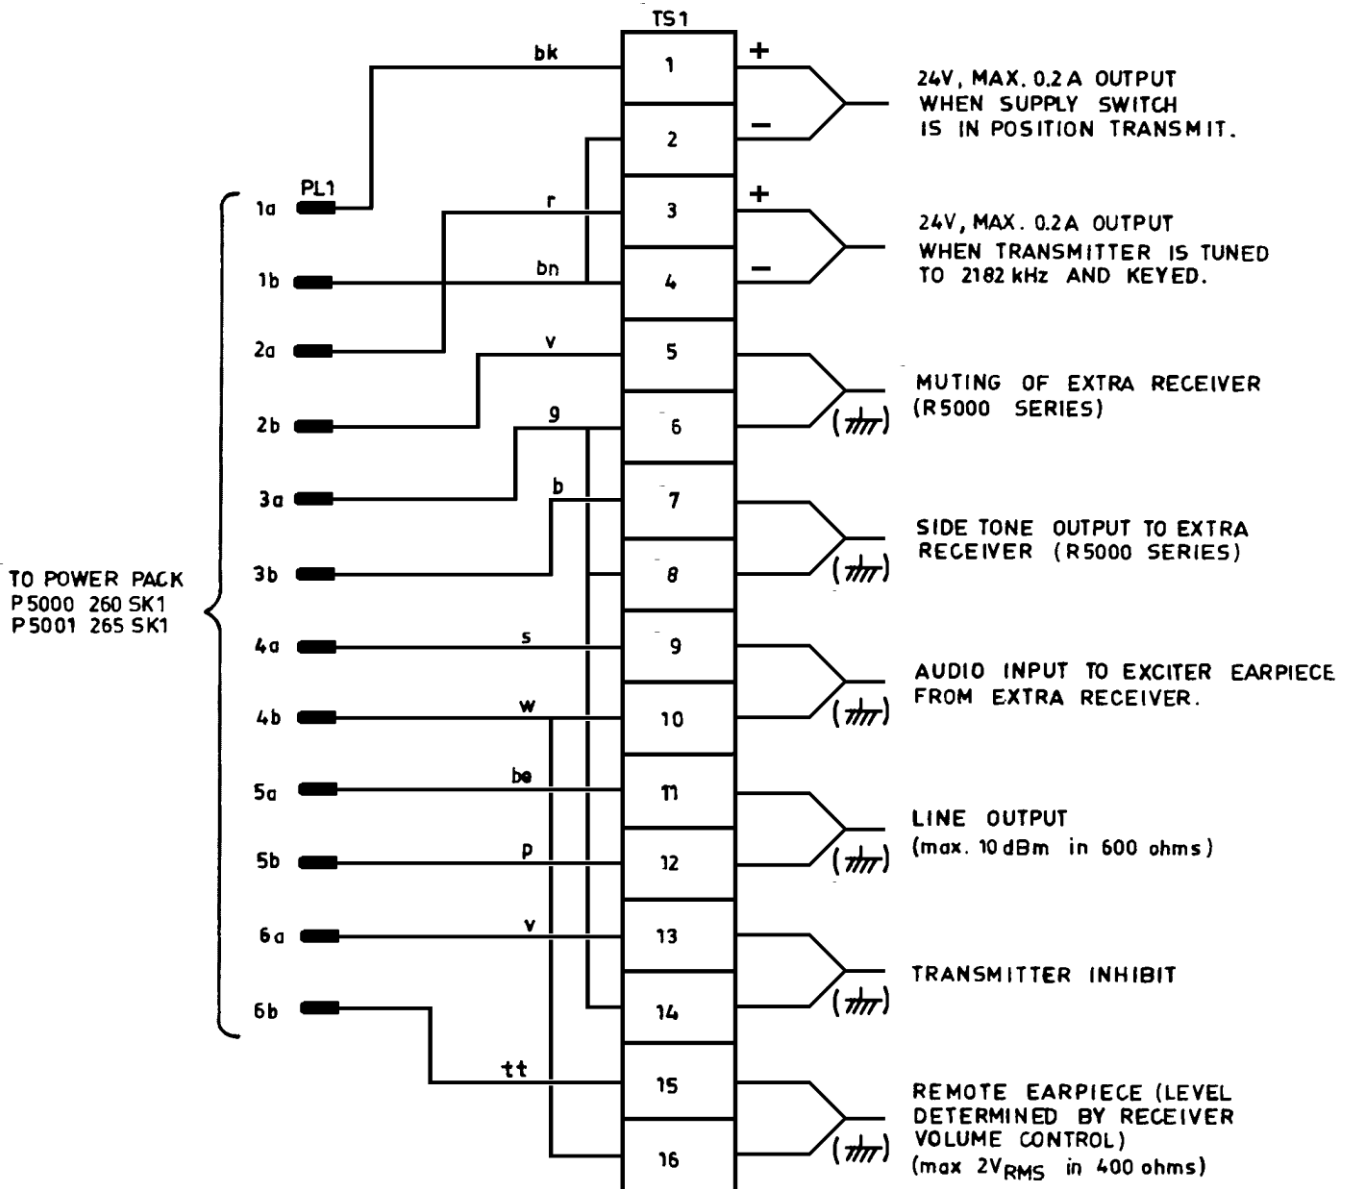 TS1
bk
1
+
24V, MAX. 0.2A OUTPUT
WHEN SUPPLY SWITCH
IS IN POSITION TRANSMIT.
2
−
PL1
1a
r
3
+
24V, MAX. 0.2A OUTPUT
WHEN TRANSMITTER IS TUNED
TO 2182 kHz AND KEYED.
1b
bn
4
−
2a
v
5
MUTING OF EXTRA RECEIVER
(R5000 SERIES)
2b
g
6
3a
b
7
SIDE TONE OUTPUT TO EXTRA
RECEIVER (R5000 SERIES)
3b
8
TO POWER PACK
P5000 260 SK1
P5001 265 SK1
4a
s
9
AUDIO INPUT TO EXCITER EARPIECE
FROM EXTRA RECEIVER.
4b
w
10
5a
be
11
LINE OUTPUT
(max. 10dBm in 600 ohms)
5b
p
12
6a
v
13
TRANSMITTER INHIBIT
6b
14
tt
15
REMOTE EARPIECE (LEVEL
DETERMINED BY RECEIVER
VOLUME CONTROL)
(max 2VRMS in 400 ohms)
16